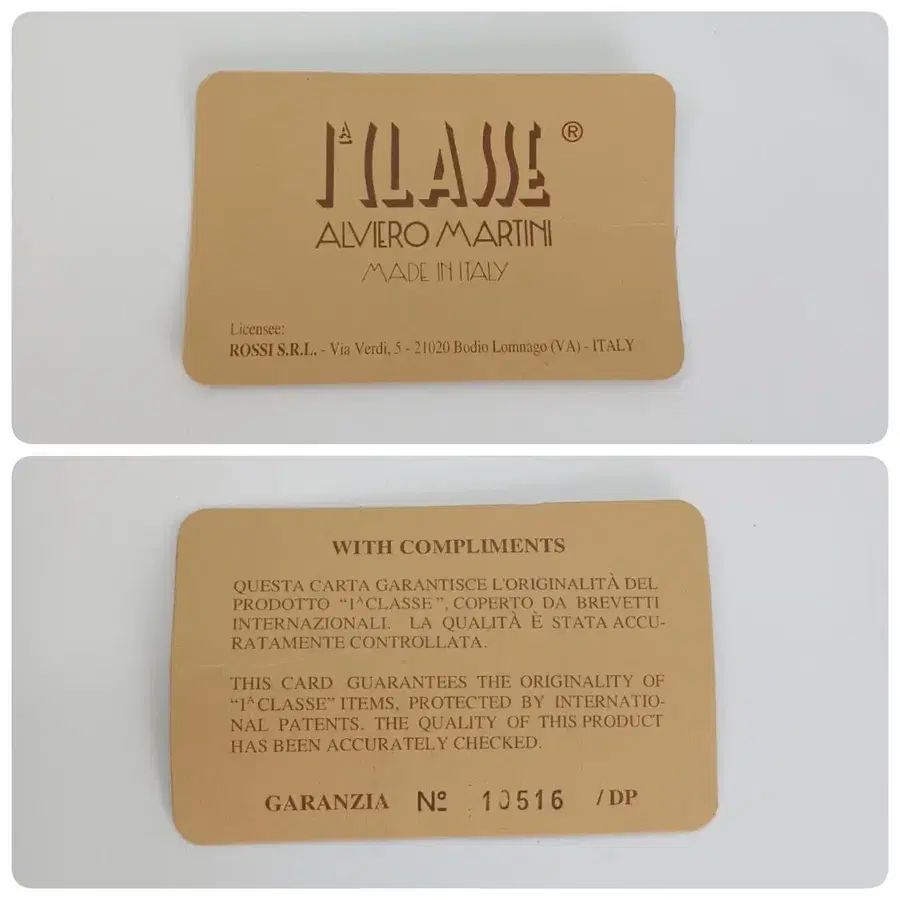 1ᴬ CLASSE ®
ALVIERO MARTINI
MADE IN ITALY
Licensee:
ROSSI S.R.L. - Via Verdi, 5 - 21020 Bodio Lomnago (VA) - ITALY
WITH COMPLIMENTS
QUESTA CARTA GARANTISCE L'ORIGINALITÀ DEL
PRODOTTO “1ᴬ CLASSE”, COPERTO DA BREVETTI
INTERNAZIONALI. LA QUALITÀ È STATA ACCU-
RATAMENTE CONTROLLATA.
THIS CARD GUARANTEES THE ORIGINALITY OF
“1ᴬ CLASSE” ITEMS, PROTECTED BY INTERNATIO-
NAL PATENTS. THE QUALITY OF THIS PRODUCT
HAS BEEN ACCURATELY CHECKED.
GARANZIA Nº 10516 / DP